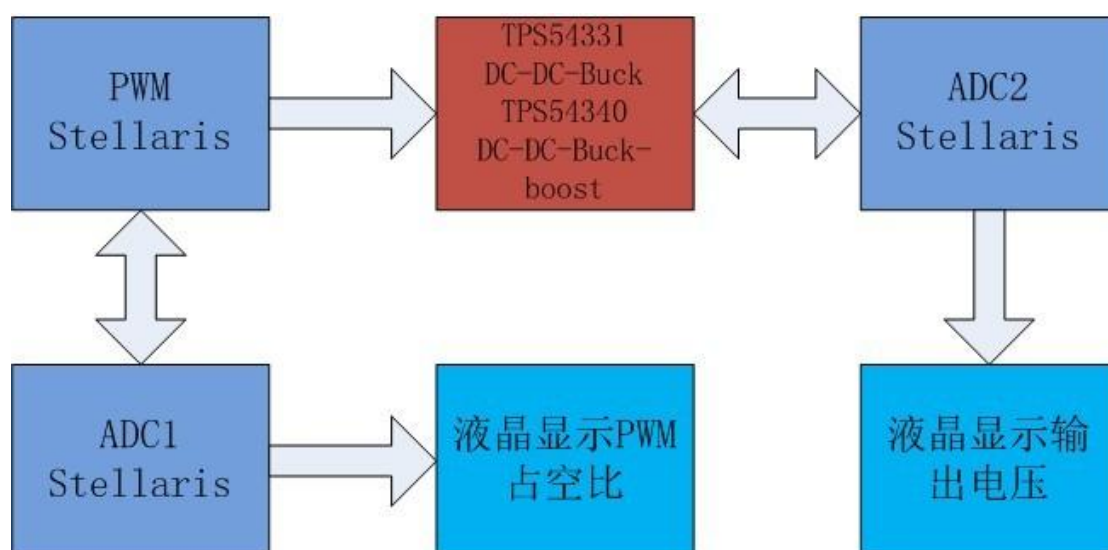 PWM
Stellaris
TPS54331
DC-DC-Buck
TPS54340
DC-DC-Buck-
boost
ADC2
Stellaris
ADC1
Stellaris
液晶显示PWM
占空比
液晶显示输
出电压